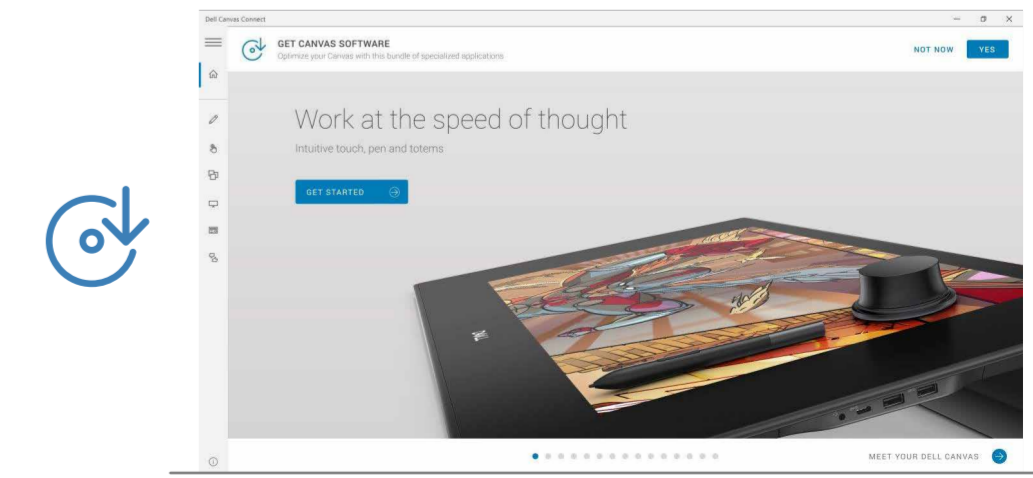 Dell Canvas Connect
GET CANVAS SOFTWARE
Optimize your Canvas with this bundle of specialized applications
NOT NOW
YES
Work at the speed of thought
Intuitive touch, pen and totems
GET STARTED
DELL
MEET YOUR DELL CANVAS